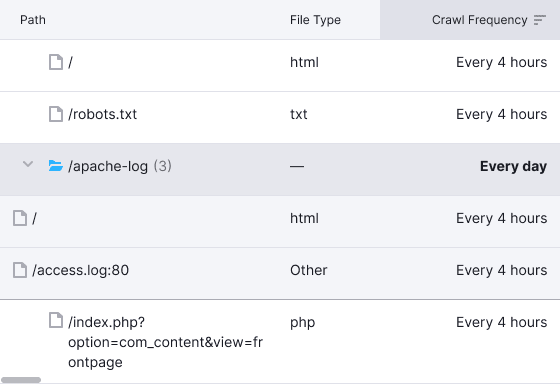 Path File Type Crawl Frequency
/ html Every 4 hours
/robots.txt txt Every 4 hours
/apache-log (3) — Every day
/ html Every 4 hours
/access.log:80 Other Every 4 hours
/index.php? php Every 4 hours
option=com_content&view=fr
ontpage